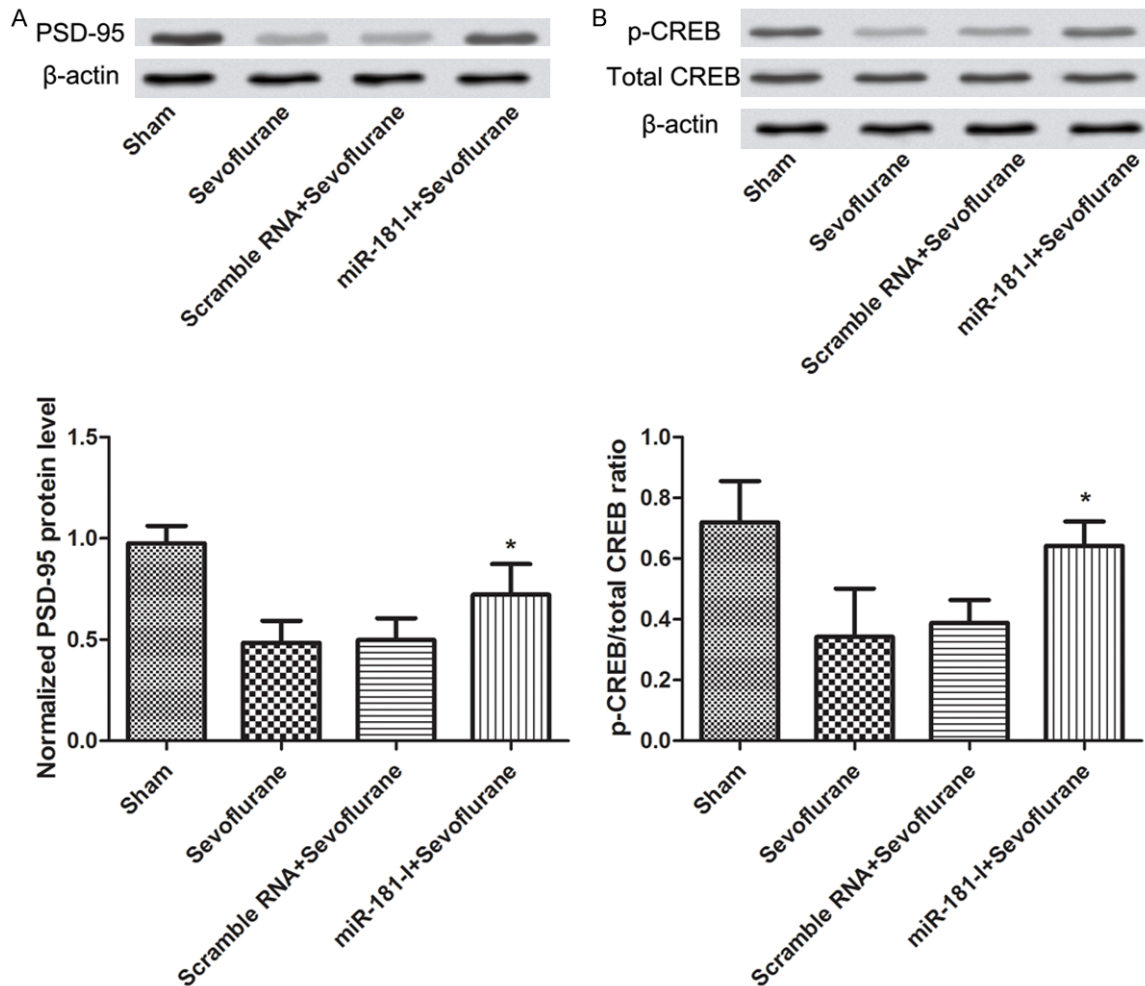 A
PSD-95
β-actin
Sham
Sevoflurane
Scramble RNA+Sevoflurane
miR-181-I+Sevoflurane
B
p-CREB
Total CREB
β-actin
Sham
Sevoflurane
Scramble RNA+Sevoflurane
miR-181-I+Sevoflurane
Normalized PSD-95 protein level
1.5
1.0
0.5
0.0
*
Sham
Sevoflurane
Scramble RNA+Sevoflurane
miR-181-I+Sevoflurane
p-CREB/total CREB ratio
1.0
0.8
0.6
0.4
0.2
0.0
*
Sham
Sevoflurane
Scramble RNA+Sevoflurane
miR-181-I+Sevoflurane